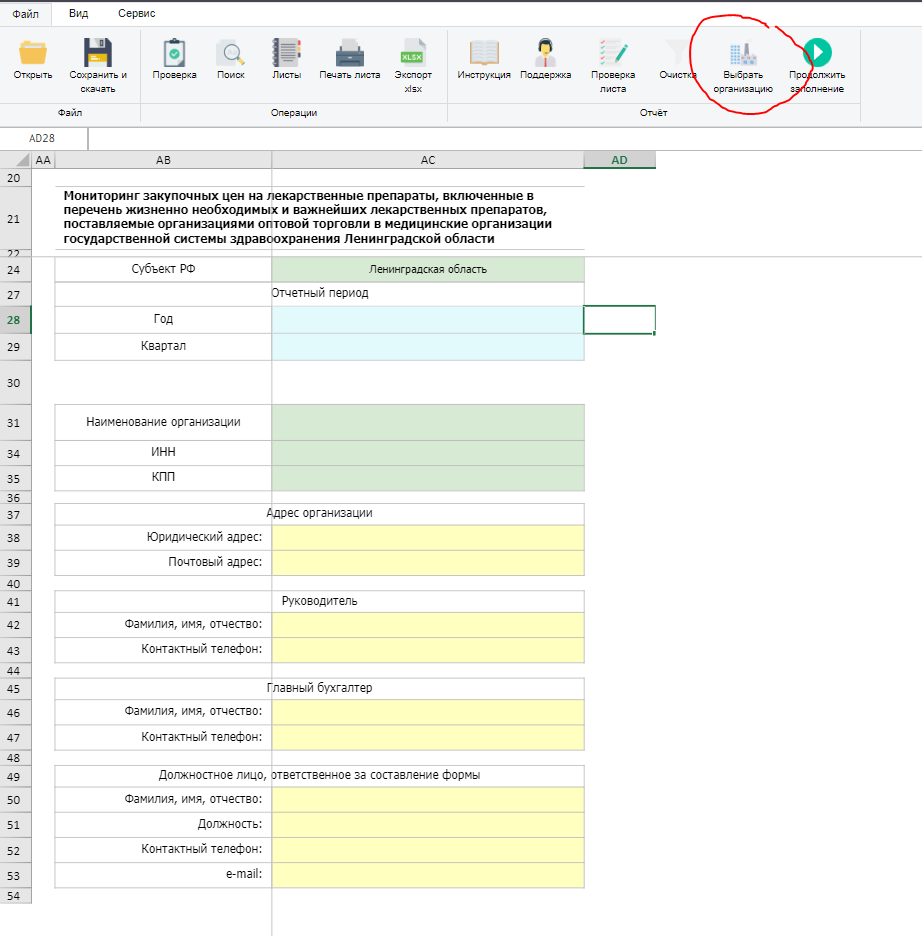 Файл Вид Сервис
Открыть Сохранить и скачать Проверка Поиск Листы Печать листа Экспорт xlsx Инструкция Поддержка Проверка листа Очистка Выбрать организацию Продолжить заполнение
XLSX
Файл Операции Отчёт
AD28
AA AB AC AD
20
21 Мониторинг закупочных цен на лекарственные препараты, включенные в
перечень жизненно необходимых и важнейших лекарственных препаратов,
поставляемые организациями оптовой торговли в медицинские организации
государственной системы здравоохранения Ленинградской области
22
24 Субъект РФ Ленинградская область
27 Отчетный период
28 Год
29 Квартал
30
31 Наименование организации
34 ИНН
35 КПП
36
37 Адрес организации
38 Юридический адрес:
39 Почтовый адрес:
40
41 Руководитель
42 Фамилия, имя, отчество:
43 Контактный телефон:
44
45 Главный бухгалтер
46 Фамилия, имя, отчество:
47 Контактный телефон:
48
49 Должностное лицо, ответственное за составление формы
50 Фамилия, имя, отчество:
51 Должность:
52 Контактный телефон:
53 e-mail:
54